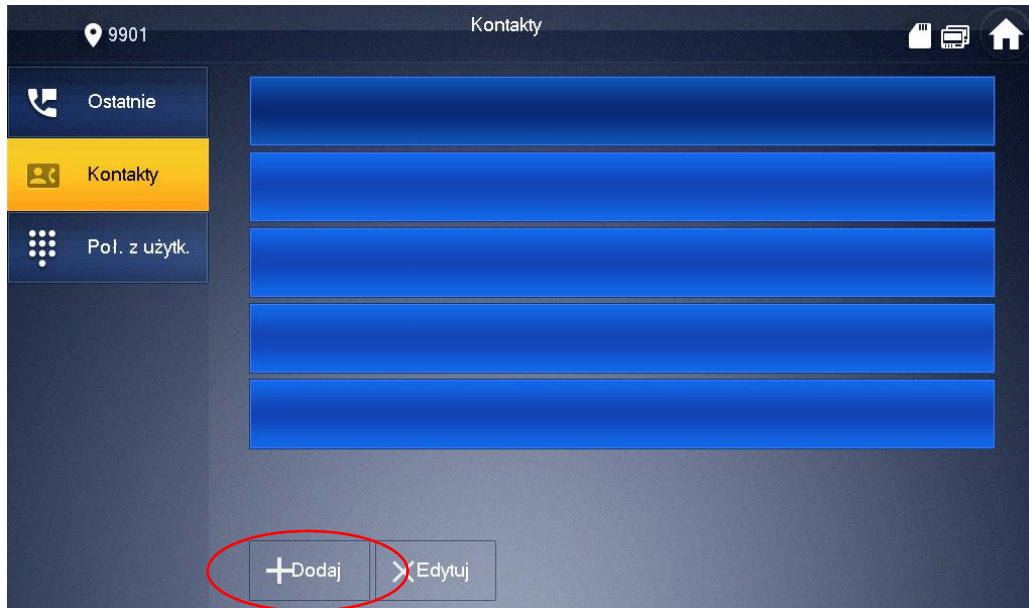 9901
Kontakty
Ostatnie
Kontakty
Poł. z użytk.
Dodaj
Edytuj